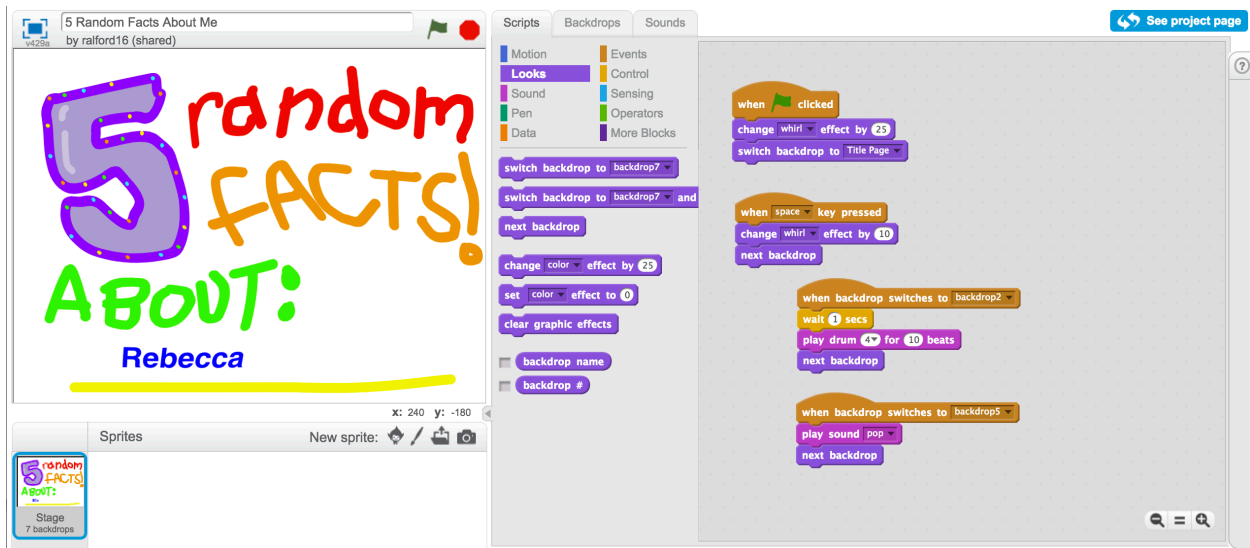 5 Random Facts About Me
by ralford16 (shared)
v429a
5 random
FACTS!
ABOUT:
Rebecca
x: 240 y: -180
Sprites
New sprite:
5 random
FACTS!
ABOUT:
Stage
7 backdrops
Scripts
Backdrops
Sounds
Motion
Looks
Sound
Pen
Data
Events
Control
Sensing
Operators
More Blocks
switch backdrop to backdrop7
switch backdrop to backdrop7 and
next backdrop
change color effect by 25
set color effect to 0
clear graphic effects
backdrop name
backdrop #
See project page
?
when clicked
change whirl effect by 25
switch backdrop to Title Page
when space key pressed
change whirl effect by 10
next backdrop
when backdrop switches to backdrop2
wait 1 secs
play drum 4 for 10 beats
next backdrop
when backdrop switches to backdrop5
play sound pop
next backdrop